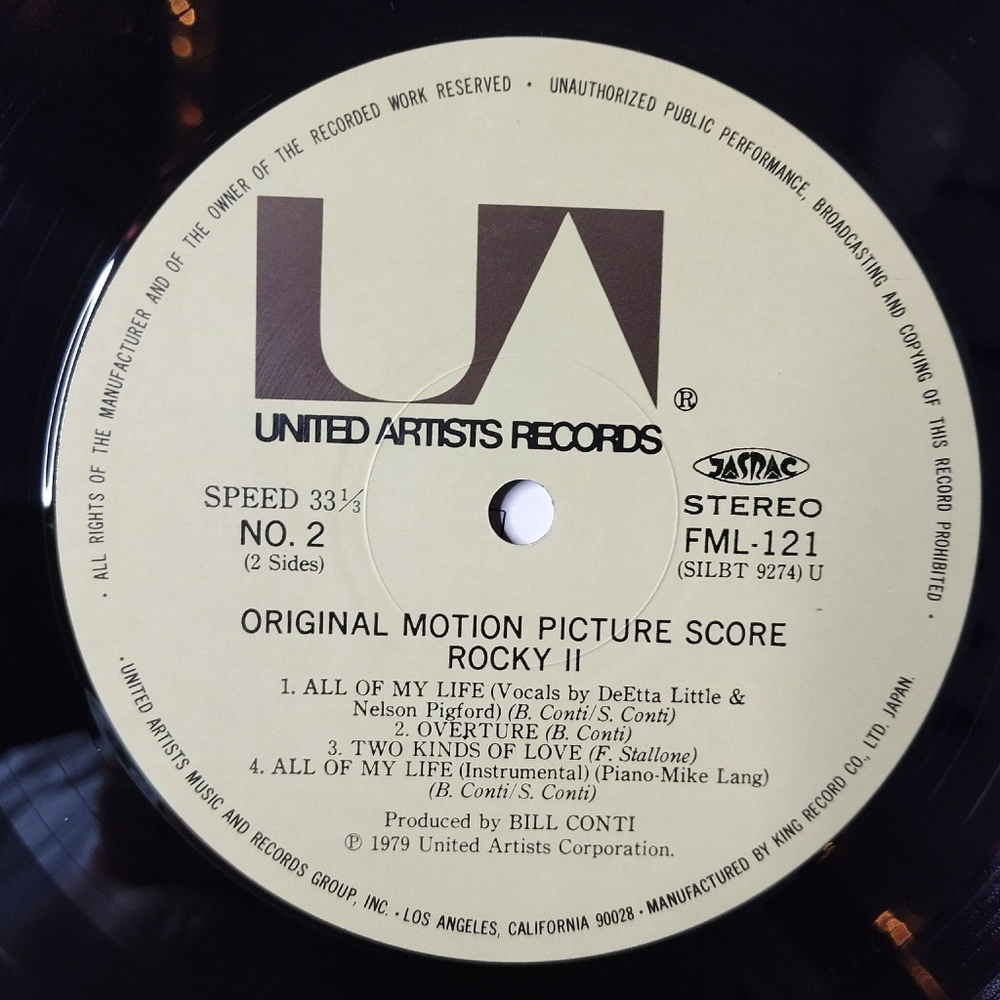 · ALL RIGHTS OF THE MANUFACTURER AND OF THE OWNER OF THE RECORDED WORK RESERVED · UNAUTHORIZED PUBLIC PERFORMANCE, BROADCASTING AND COPYING OF THIS RECORD PROHIBITED ·
UA
®
UNITED ARTISTS RECORDS
JASRAC
SPEED 33⅓
STEREO
NO. 2
FML-121
(2 Sides)
(SILBT 9274) U
ORIGINAL MOTION PICTURE SCORE
ROCKY II
1. ALL OF MY LIFE (Vocals by DeEtta Little &
Nelson Pigford) (B. Conti/S. Conti)
2. OVERTURE (B. Conti)
3. TWO KINDS OF LOVE (F. Stallone)
4. ALL OF MY LIFE (Instrumental) (Piano-Mike Lang)
(B. Conti/S. Conti)
Produced by BILL CONTI
℗ 1979 United Artists Corporation.
· UNITED ARTISTS MUSIC AND RECORDS GROUP, INC. · LOS ANGELES, CALIFORNIA 90028 · MANUFACTURED BY KING RECORD CO., LTD. JAPAN.